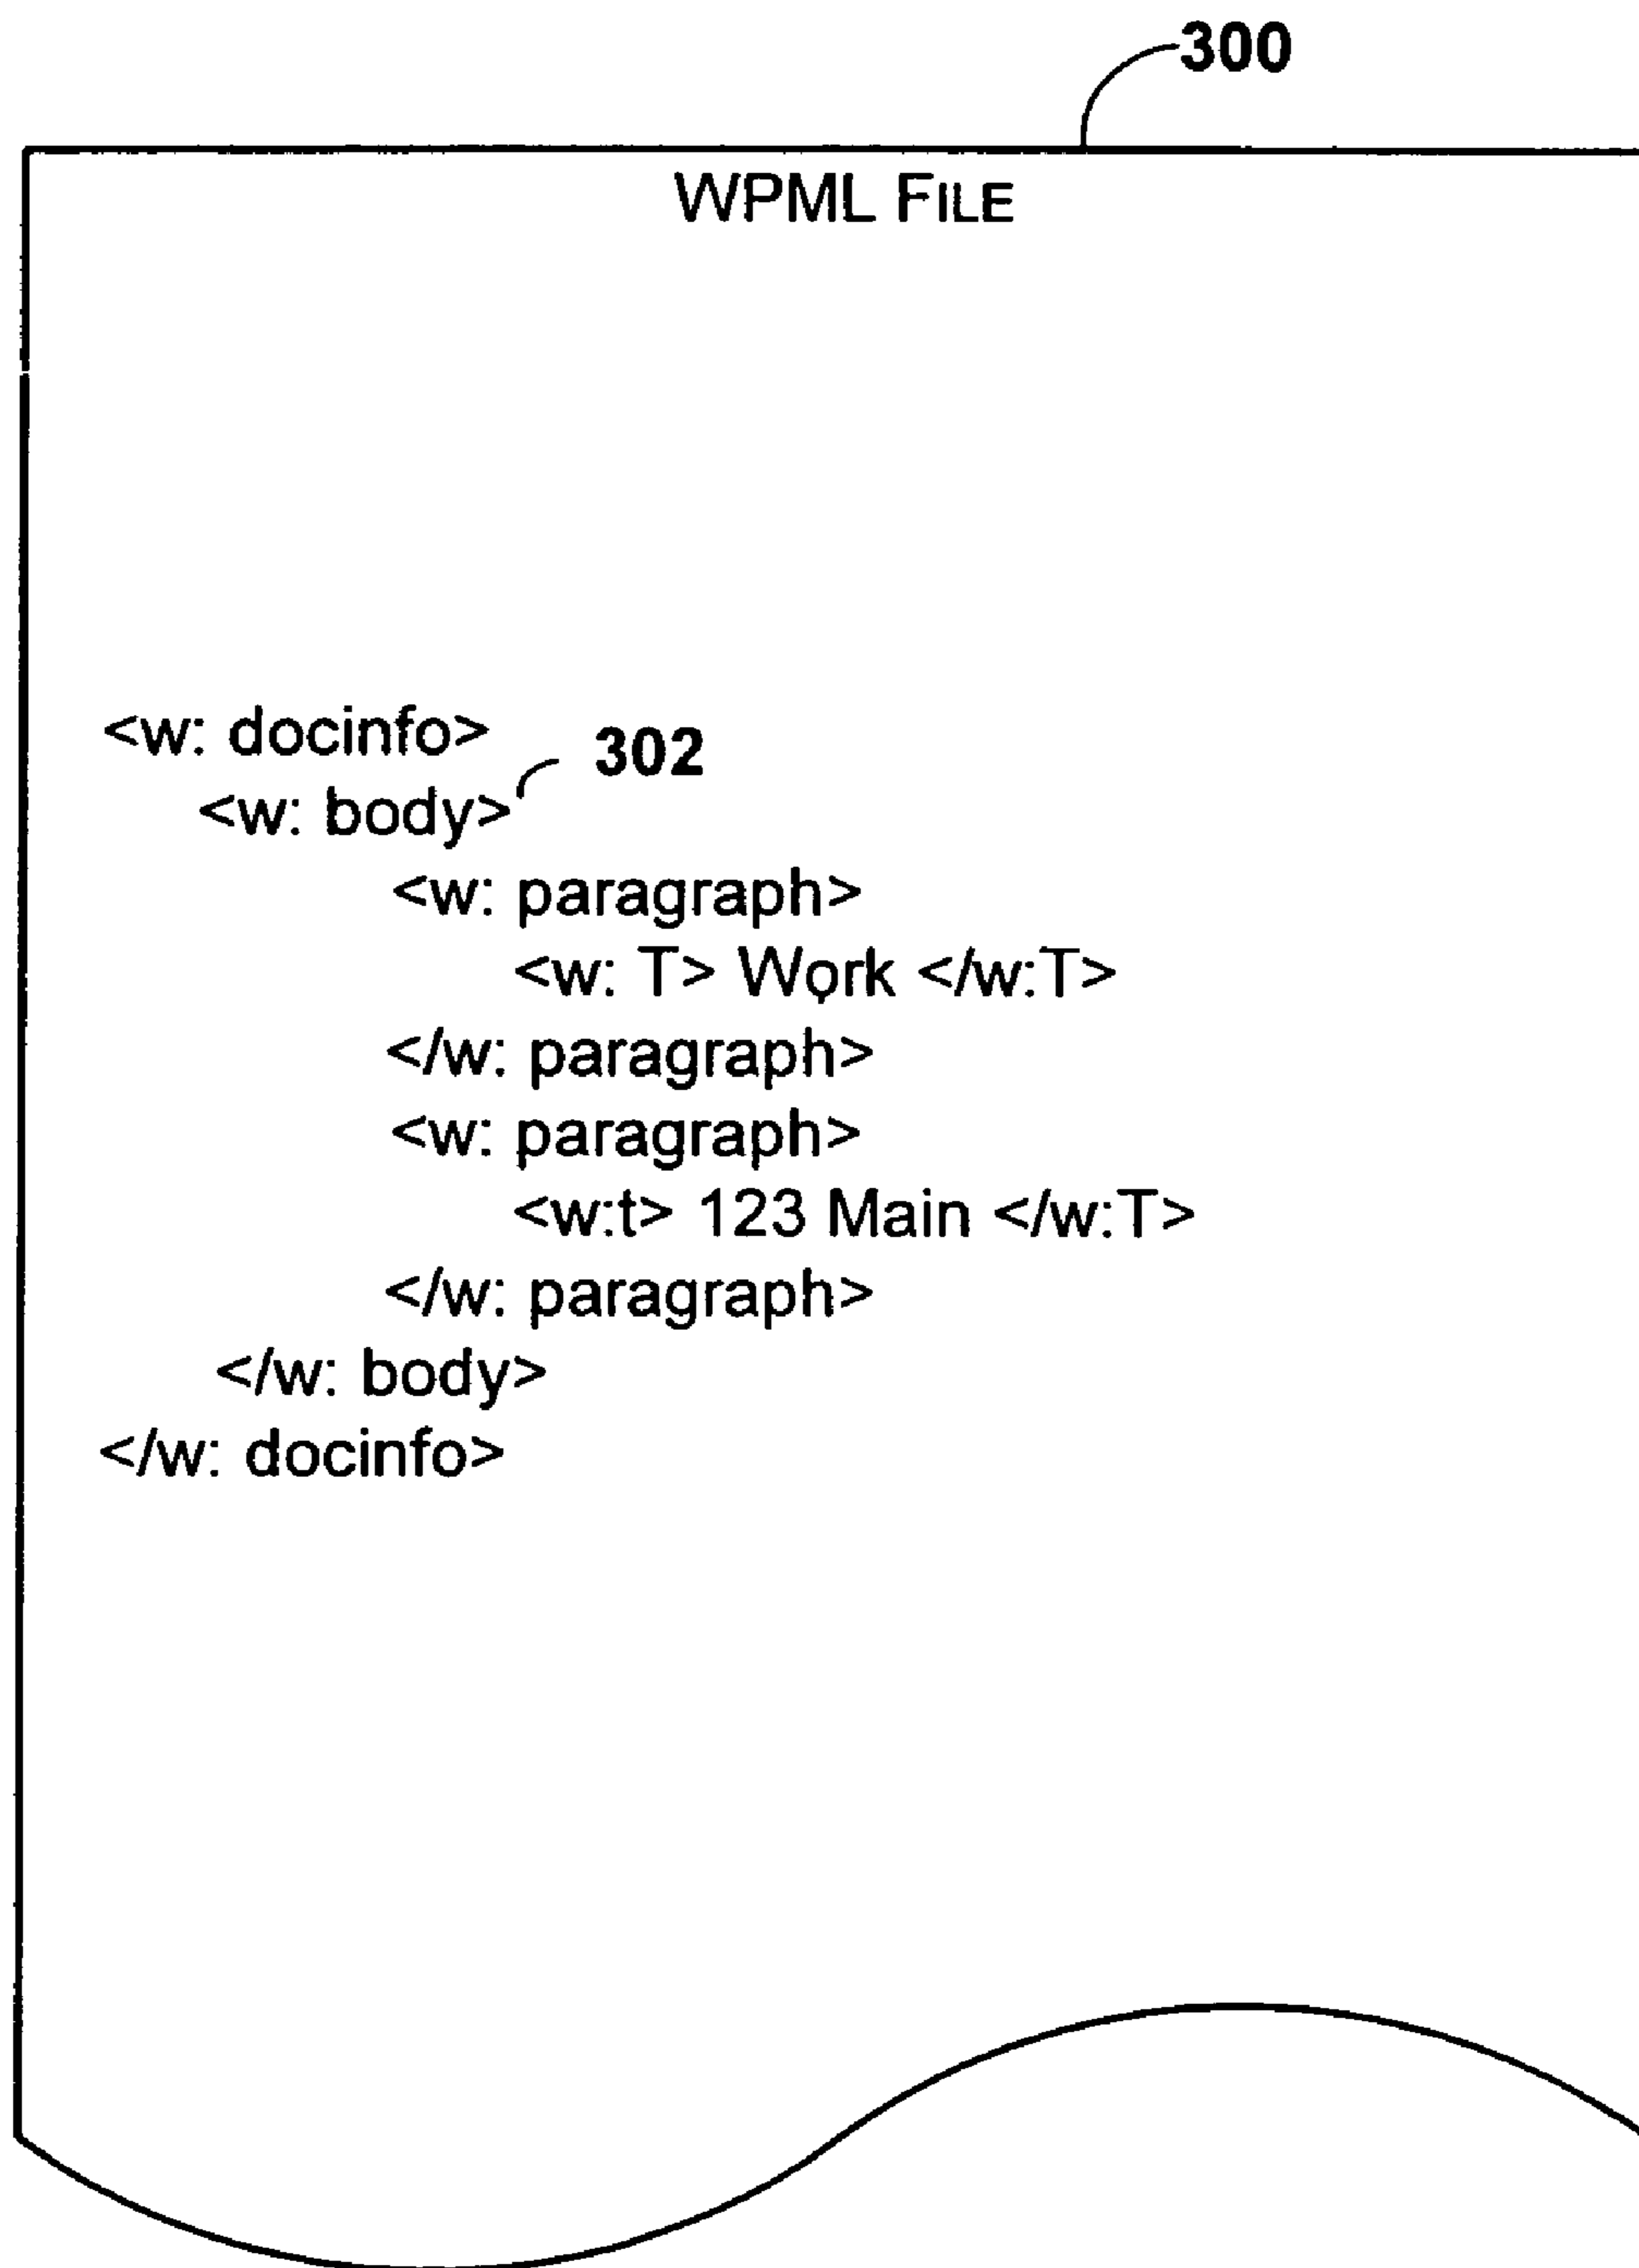 300
WPML FILE
<w: docinfo>
302
<w: body>
<w: paragraph>
<w: T> Work </w:T>
</w: paragraph>
<w: paragraph>
<w:t> 123 Main </w:T>
</w: paragraph>
</w: body>
</w: docinfo>